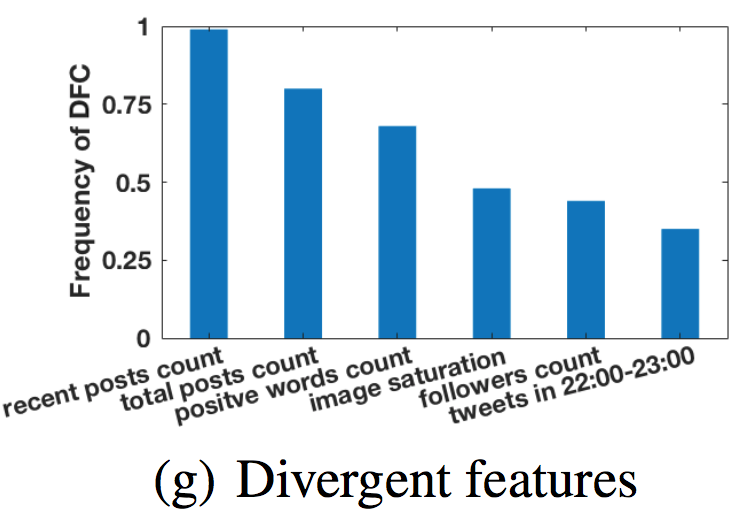 Frequency of DFC
1
0.75
0.5
0.25
0
recent posts count
total posts count
positve words count
image saturation
followers count
tweets in 22:00-23:00
(g) Divergent features